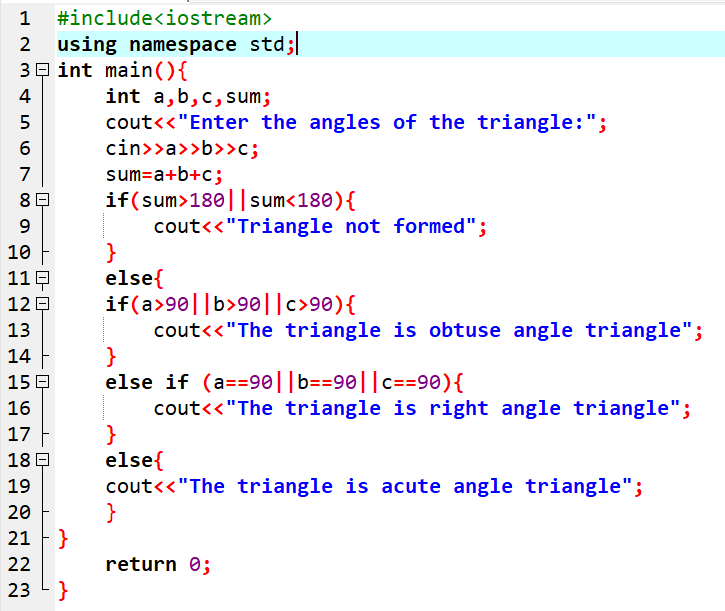 1 #include<iostream>
2 using namespace std;
3 int main(){
4 int a,b,c,sum;
5 cout<<"Enter the angles of the triangle:";
6 cin>>a>>b>>c;
7 sum=a+b+c;
8 if(sum>180||sum<180){
9 cout<<"Triangle not formed";
10 }
11 else{
12 if(a>90||b>90||c>90){
13 cout<<"The triangle is obtuse angle triangle";
14 }
15 else if (a==90||b==90||c==90){
16 cout<<"The triangle is right angle triangle";
17 }
18 else{
19 cout<<"The triangle is acute angle triangle";
20 }
21 }
22 return 0;
23 }